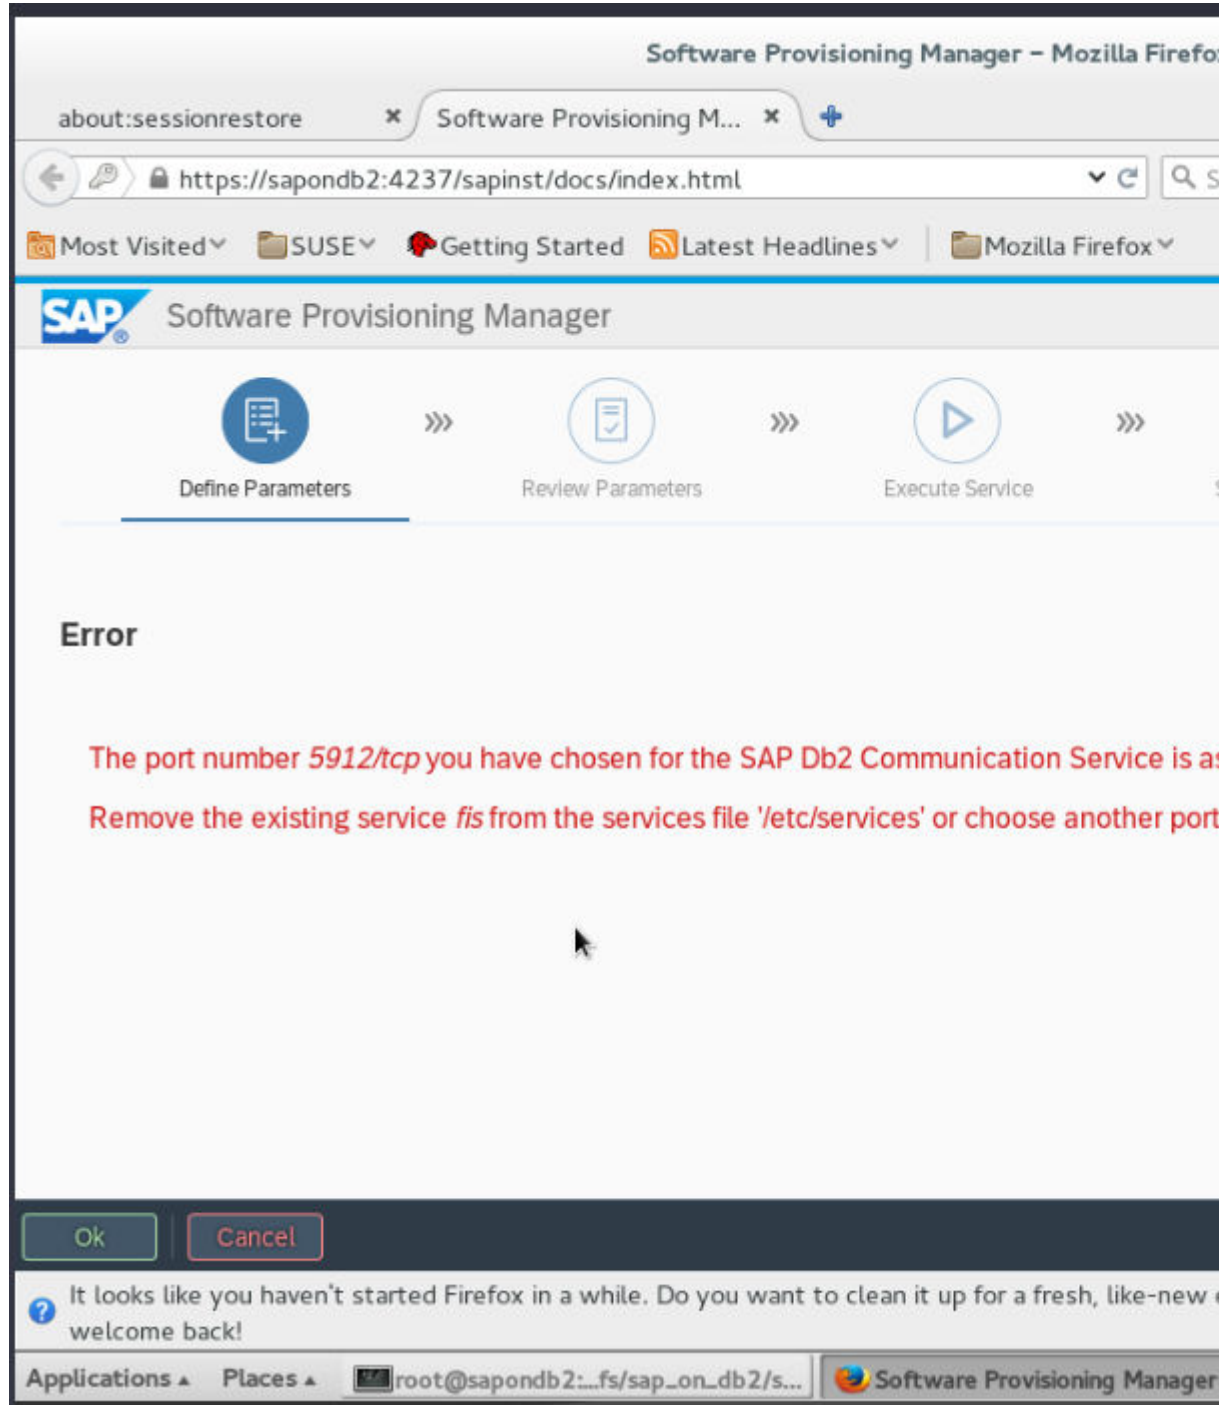 Software Provisioning Manager – Mozilla Firefo
about:sessionrestore
Software Provisioning M...
https://sapondb2:4237/sapinst/docs/index.html
S
Most Visited
SUSE
Getting Started
Latest Headlines
Mozilla Firefox
SAP®
Software Provisioning Manager
Define Parameters
Review Parameters
Execute Service
Error
The port number 5912/tcp you have chosen for the SAP Db2 Communication Service is as
Remove the existing service fis from the services file '/etc/services' or choose another port
Ok
Cancel
It looks like you haven't started Firefox in a while. Do you want to clean it up for a fresh, like-new
welcome back!
Applications
Places
root@sapondb2:...fs/sap_on_db2/s...
Software Provisioning Manager